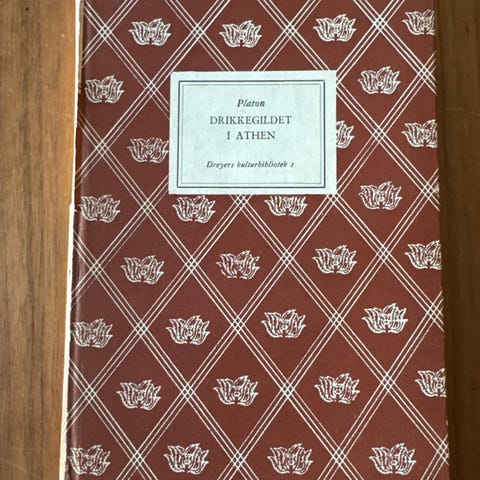 Platon
DRIKKEGILDET
I ATHEN
Dreyers kulturbibliotek 1